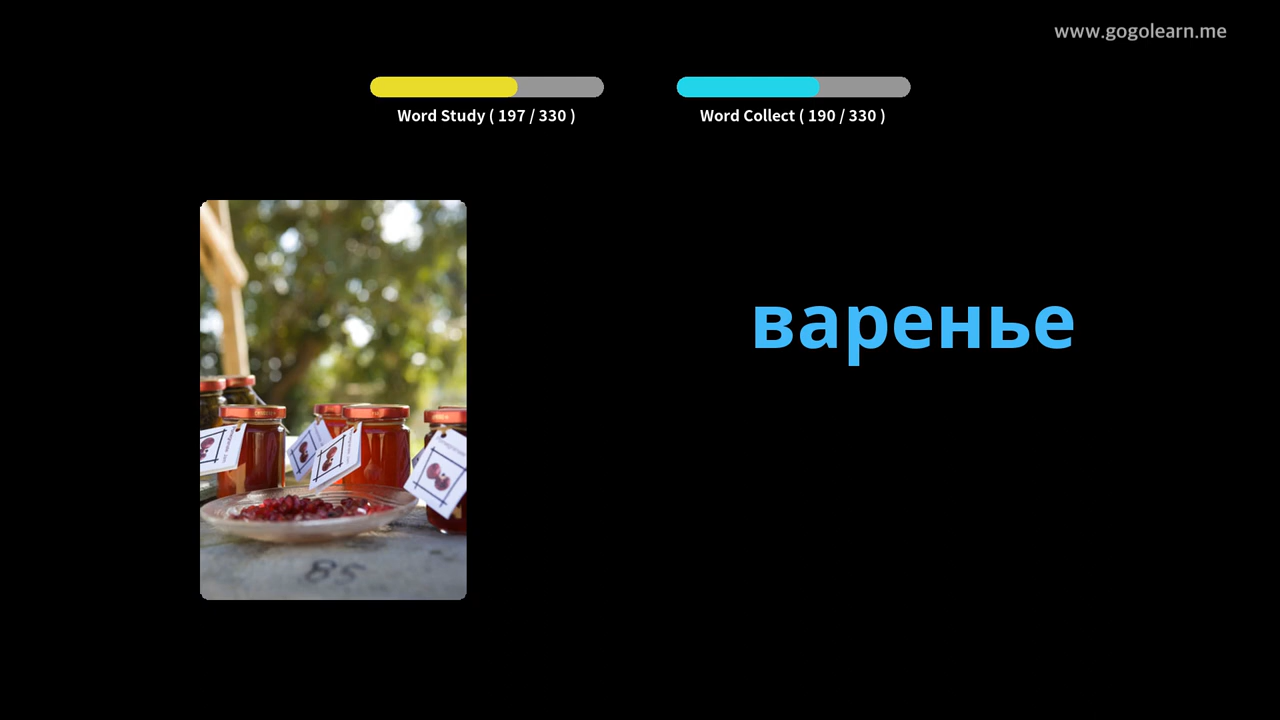 www.gogolearn.me
Word Study ( 197 / 330 )
Word Collect ( 190 / 330 )
варенье
85